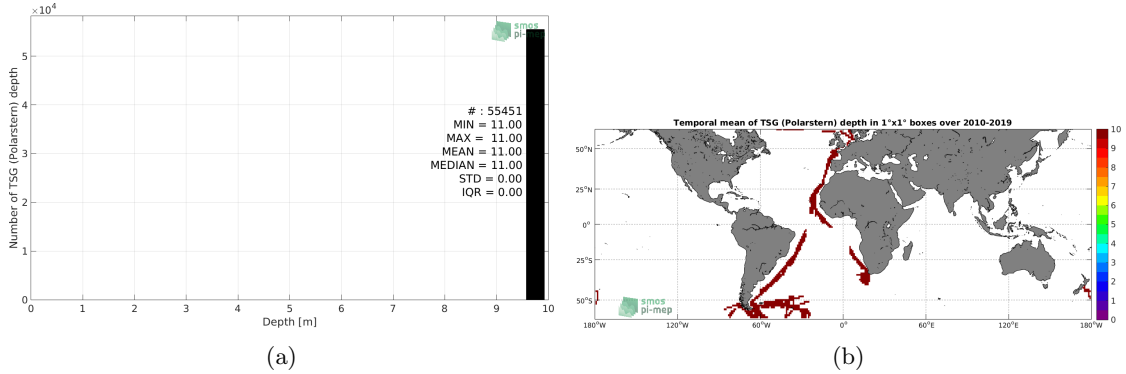 ×10⁴
smos
pi-mep
5
4
3
2
1
0
Number of TSG (Polarstern) depth
# : 55451
MIN = 11.00
MAX = 11.00
MEAN = 11.00
MEDIAN = 11.00
STD = 0.00
IQR = 0.00
0 1 2 3 4 5 6 7 8 9 10
Depth [m]
(a)
Temporal mean of TSG (Polarstern) depth in 1°x1° boxes over 2010-2019
50°N
25°N
0°
25°S
50°S
smos
pi-mep
180°W 120°W 60°W 0° 60°E 120°E 180°W
10
9
8
7
6
5
4
3
2
1
0
(b)